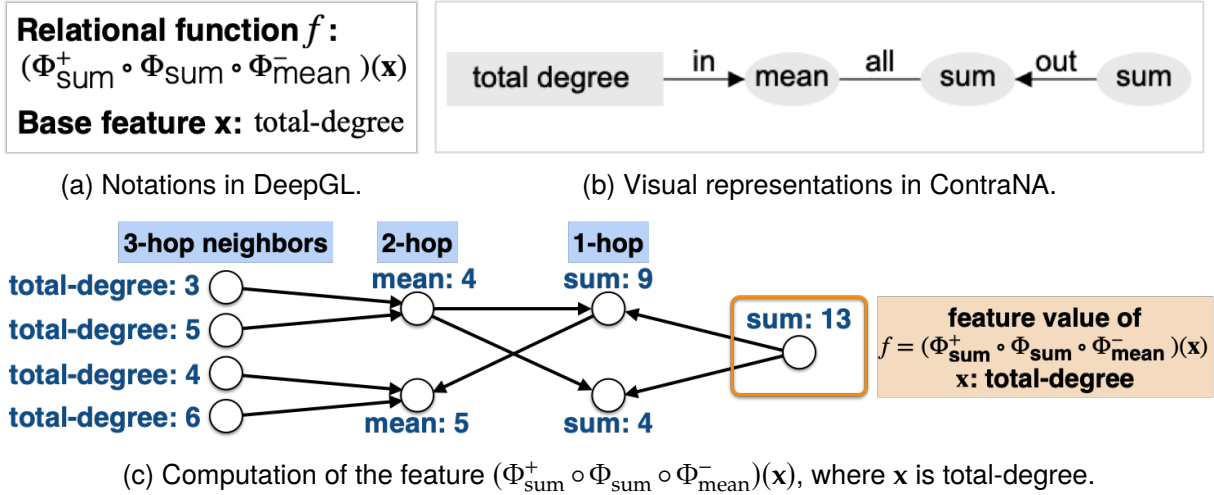 Relational function f :
(Φ⁺sum ∘ Φsum ∘ Φ⁻mean )(x)
Base feature x: total-degree
total degree in mean all sum out sum
(a) Notations in DeepGL.
(b) Visual representations in ContraNA.
3-hop neighbors 2-hop 1-hop
total-degree: 3
total-degree: 5
total-degree: 4
total-degree: 6
mean: 4
mean: 5
sum: 9
sum: 4
sum: 13
feature value of
f = (Φ⁺sum ∘ Φsum ∘ Φ⁻mean )(x)
x: total-degree
(c) Computation of the feature (Φ⁺sum ∘ Φsum ∘ Φ⁻mean)(x), where x is total-degree.